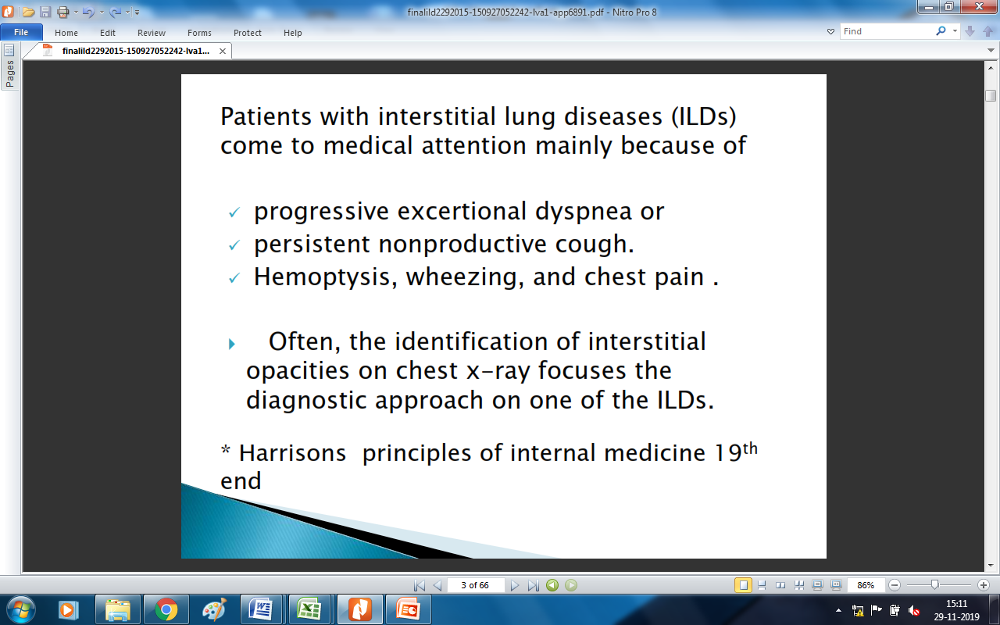 finalild2292015-150927052242-lva1-app6891.pdf - Nitro Pro 8
File Home Edit Review Forms Protect Help Find
finalild2292015-150927052242-lva1...
Pages
Patients with interstitial lung diseases (ILDs)
come to medical attention mainly because of
✓ progressive excertional dyspnea or
✓ persistent nonproductive cough.
✓ Hemoptysis, wheezing, and chest pain .
Often, the identification of interstitial
opacities on chest x-ray focuses the
diagnostic approach on one of the ILDs.
* Harrisons principles of internal medicine 19th
end
3 of 66 86%
15:11
29-11-2019